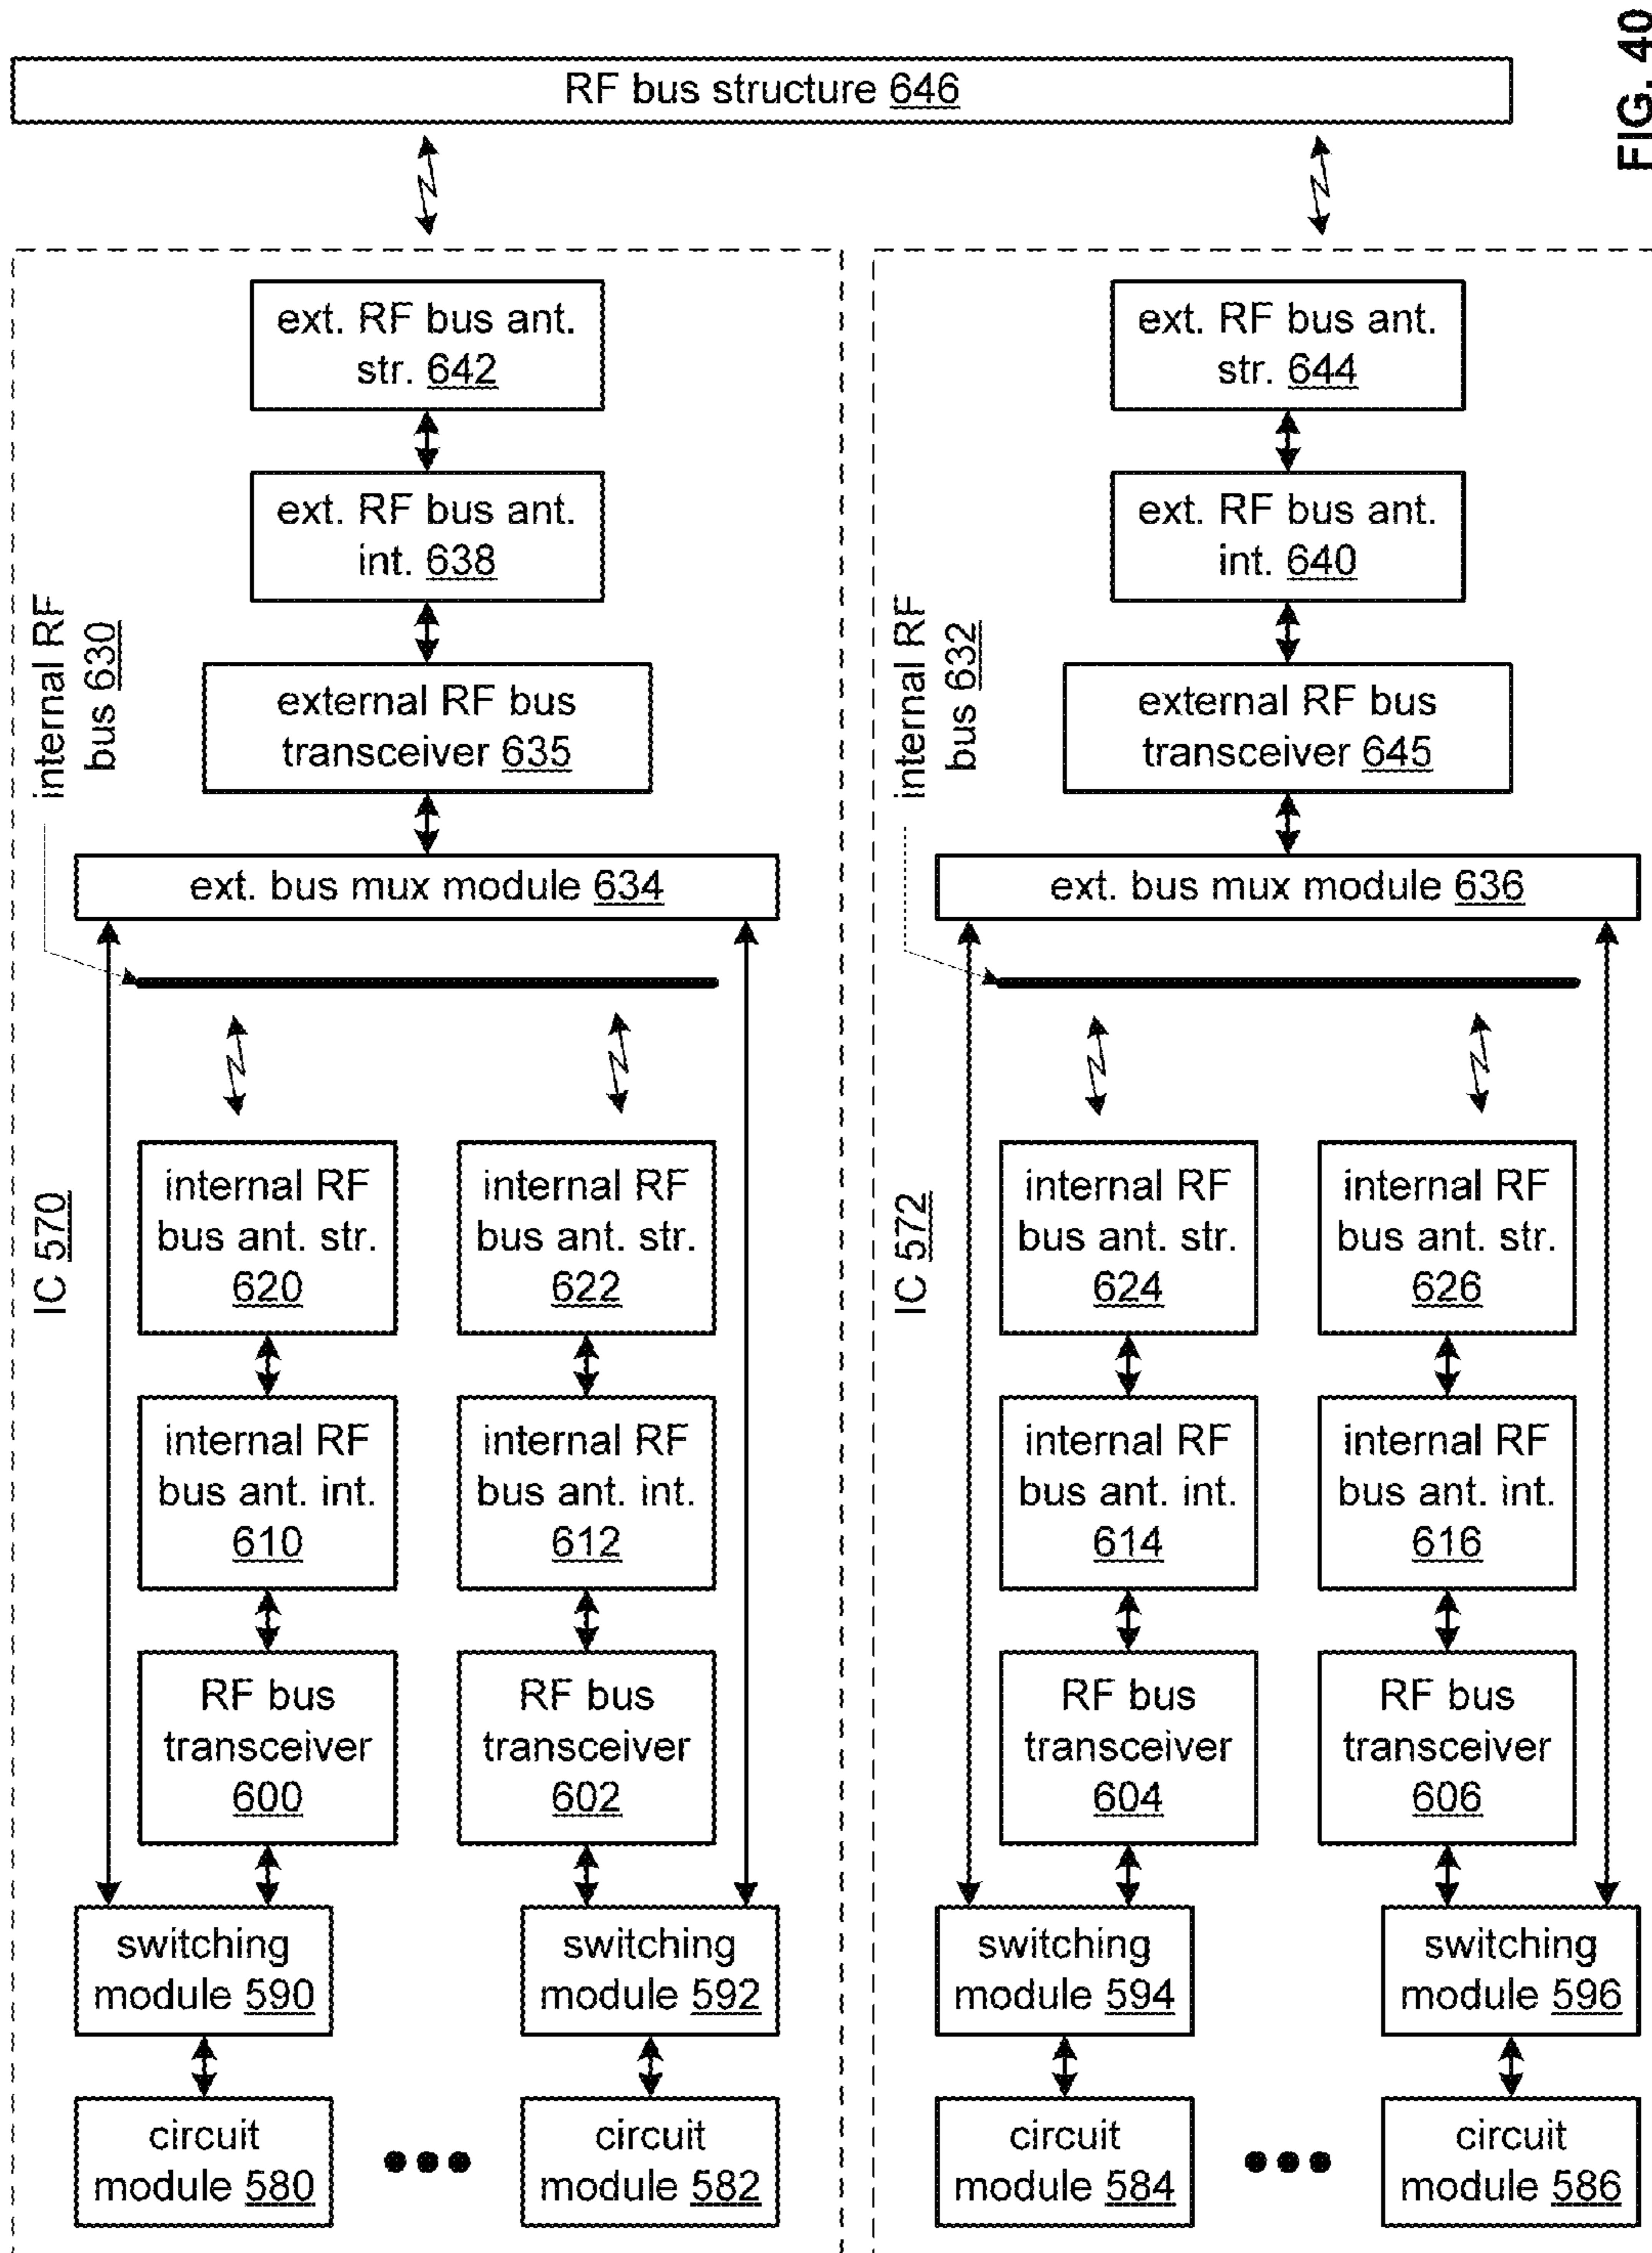 RF bus structure 646
FIG. 40
ext. RF bus ant.
str. 642
ext. RF bus ant.
int. 638
internal RF
bus 630
external RF bus
transceiver 635
ext. bus mux module 634
IC 570
internal RF
bus ant. str.
620
internal RF
bus ant. str.
622
internal RF
bus ant. int.
610
internal RF
bus ant. int.
612
RF bus
transceiver
600
RF bus
transceiver
602
switching
module 590
switching
module 592
circuit
module 580
circuit
module 582
ext. RF bus ant.
str. 644
ext. RF bus ant.
int. 640
internal RF
bus 632
external RF bus
transceiver 645
ext. bus mux module 636
IC 572
internal RF
bus ant. str.
624
internal RF
bus ant. str.
626
internal RF
bus ant. int.
614
internal RF
bus ant. int.
616
RF bus
transceiver
604
RF bus
transceiver
606
switching
module 594
switching
module 596
circuit
module 584
circuit
module 586